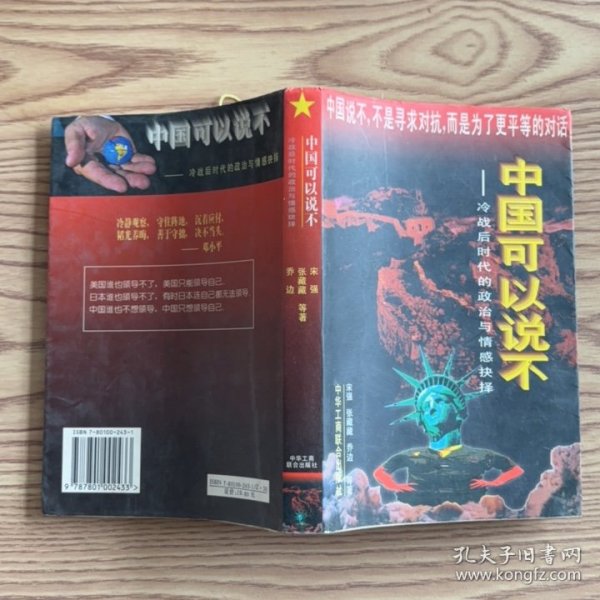 中国可以说不
——冷战后时代的政治与情感抉择
冷静观察、守住阵地、沉着应付、
韬光养晦、善于守拙、决不当头。
——邓小平
美国谁也领导不了，美国只能领导自己。
日本谁也领导不了，有时日本连自己都无法领导。
中国谁也不想领导，中国只想领导自己。
ISBN 7-80100-243-1
9 787801 002433
中国可以说不
冷战后时代的政治与情感抉择
宋强
张藏藏 等著
乔边
中华工商
联合出版社
中国说不，不是寻求对抗，而是为了更平等的对话
中国可以说不
——冷战后时代的政治与情感抉择
宋强 张藏藏 乔边
中华工商联合出版社
孔夫子旧书网
www.kongfz.com